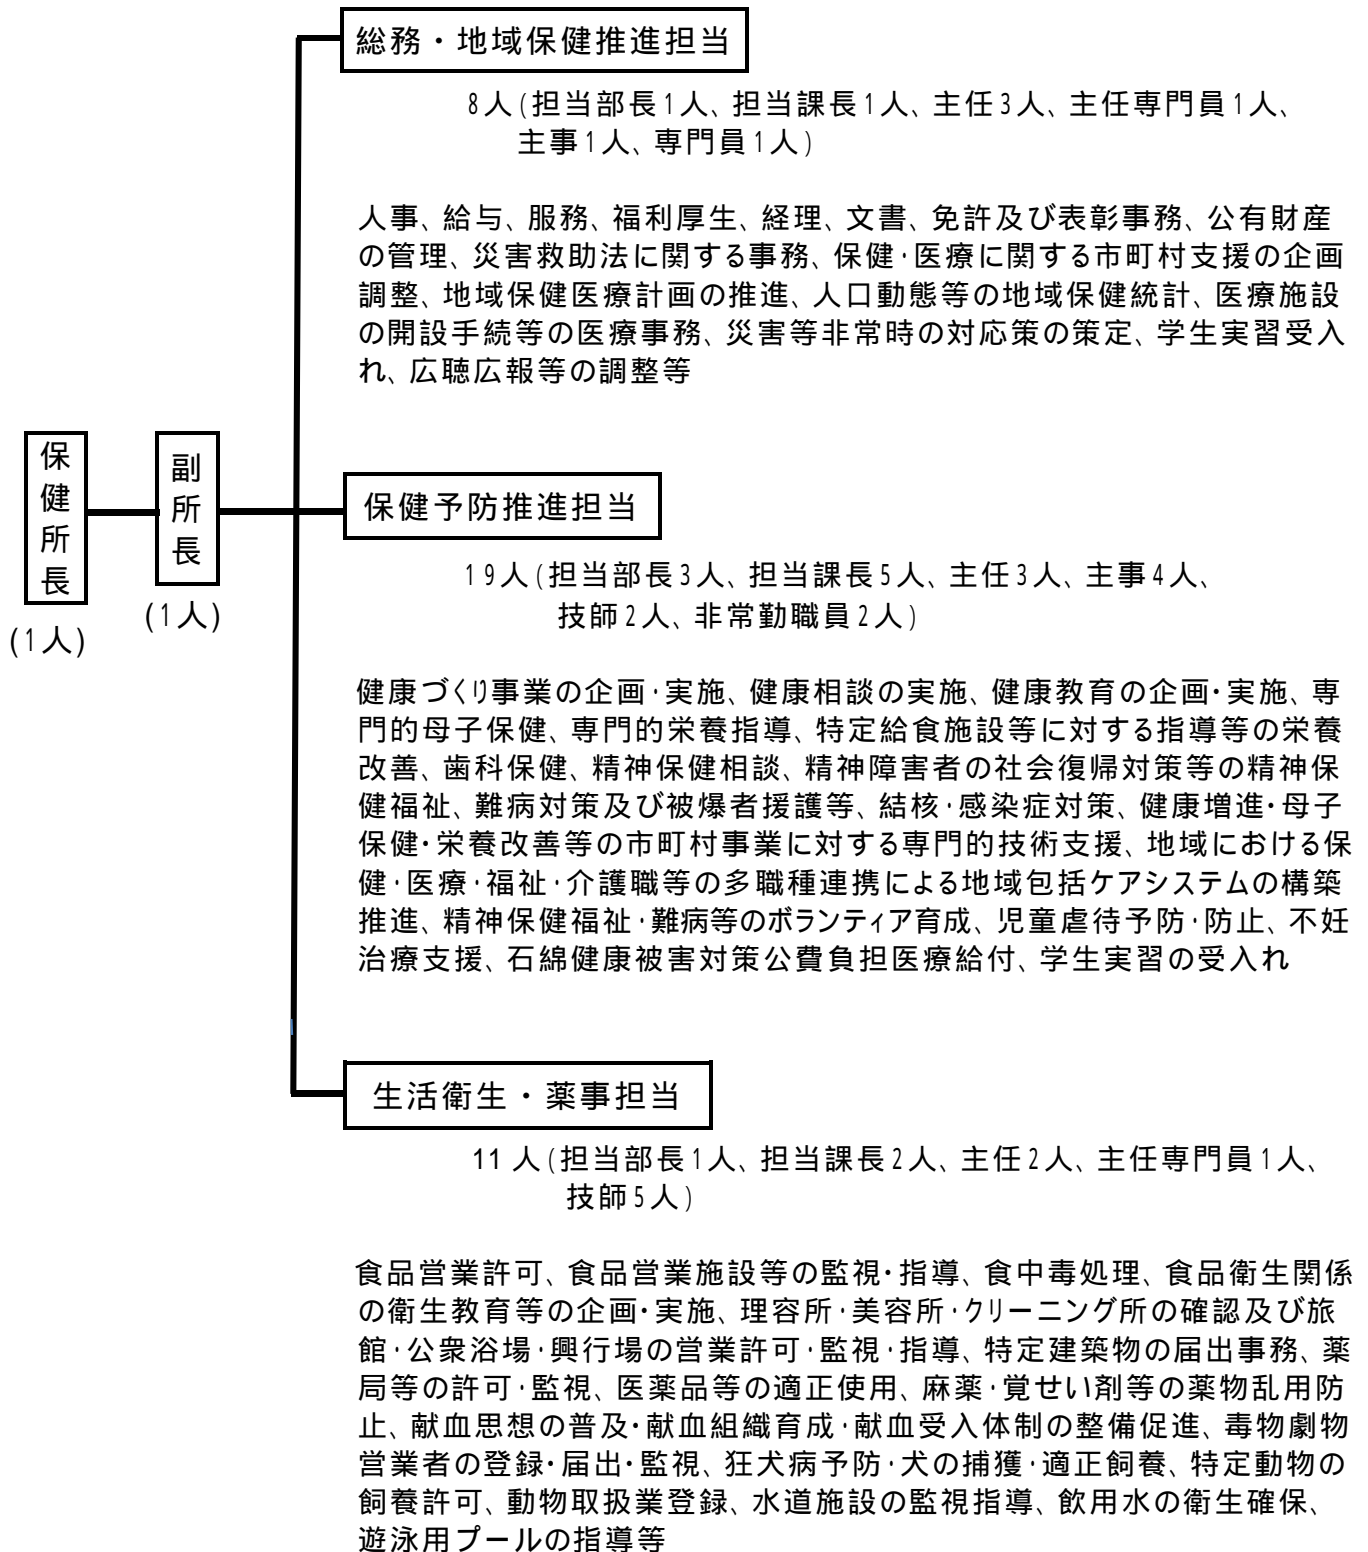 総務・地域保健推進担当
8人(担当部長1人、担当課長1人、主任3人、主任専門員1人、
主事1人、専門員1人)
人事、給与、服務、福利厚生、経理、文書、免許及び表彰事務、公有財産
の管理、災害救助法に関する事務、保健・医療に関する市町村支援の企画
調整、地域保健医療計画の推進、人口動態等の地域保健統計、医療施設
の開設手続等の医療事務、災害等非常時の対応策の策定、学生実習受入
れ、広聴広報等の調整等
保健所長
(1人)
副所長
(1人)
保健予防推進担当
19人(担当部長3人、担当課長5人、主任3人、主事4人、
技師2人、非常勤職員2人)
健康づくり事業の企画・実施、健康相談の実施、健康教育の企画・実施、専
門的母子保健、専門的栄養指導、特定給食施設等に対する指導等の栄養
改善、歯科保健、精神保健相談、精神障害者の社会復帰対策等の精神保
健福祉、難病対策及び被爆者援護等、結核・感染症対策、健康増進・母子
保健・栄養改善等の市町村事業に対する専門的技術支援、地域における保
健・医療・福祉・介護職等の多職種連携による地域包括ケアシステムの構築
推進、精神保健福祉・難病等のボランティア育成、児童虐待予防・防止、不妊
治療支援、石綿健康被害対策公費負担医療給付、学生実習の受入れ
生活衛生・薬事担当
11人(担当部長1人、担当課長2人、主任2人、主任専門員1人、
技師5人)
食品営業許可、食品営業施設等の監視・指導、食中毒処理、食品衛生関係
の衛生教育等の企画・実施、理容所・美容所・クリーニング所の確認及び旅
館・公衆浴場・興行場の営業許可・監視・指導、特定建築物の届出事務、薬
局等の許可・監視、医薬品等の適正使用、麻薬・覚せい剤等の薬物乱用防
止、献血思想の普及・献血組織育成・献血受入体制の整備促進、毒物劇物
営業者の登録・届出・監視、狂犬病予防・犬の捕獲・適正飼養、特定動物の
飼養許可、動物取扱業登録、水道施設の監視指導、飲用水の衛生確保、
遊泳用プールの指導等